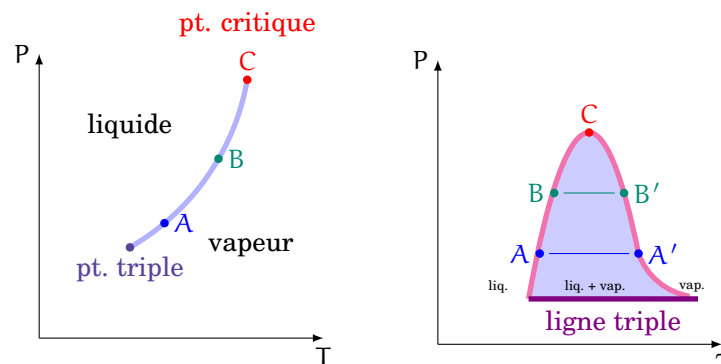 pt. critique
P
C
liquide
B
A
vapeur
pt. triple
T
P
C
B
B′
A
A′
liq.
liq. + vap.
vap.
ligne triple